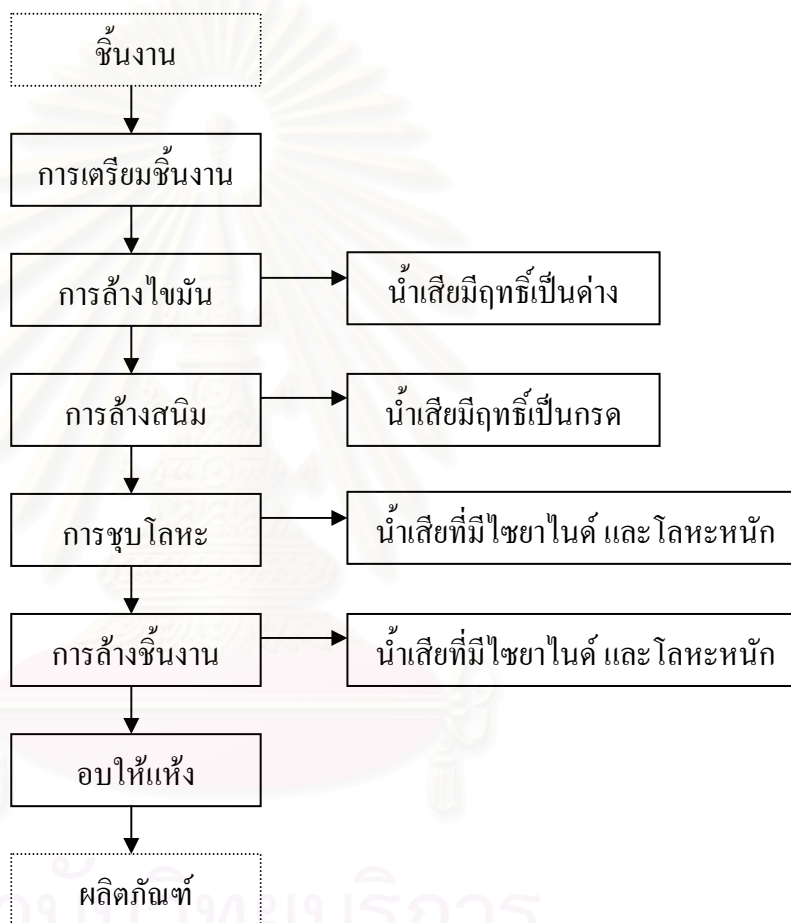 ชิ้นงาน
การเตรียมชิ้นงาน
การล้างไขมัน
น้ำเสียมีฤทธิ์เป็นด่าง
การล้างสนิม
น้ำเสียมีฤทธิ์เป็นกรด
การชุบโลหะ
น้ำเสียที่มีไซยาไนด์ และโลหะหนัก
การล้างชิ้นงาน
น้ำเสียที่มีไซยาไนด์ และโลหะหนัก
อบให้แห้ง
ผลิตภัณฑ์